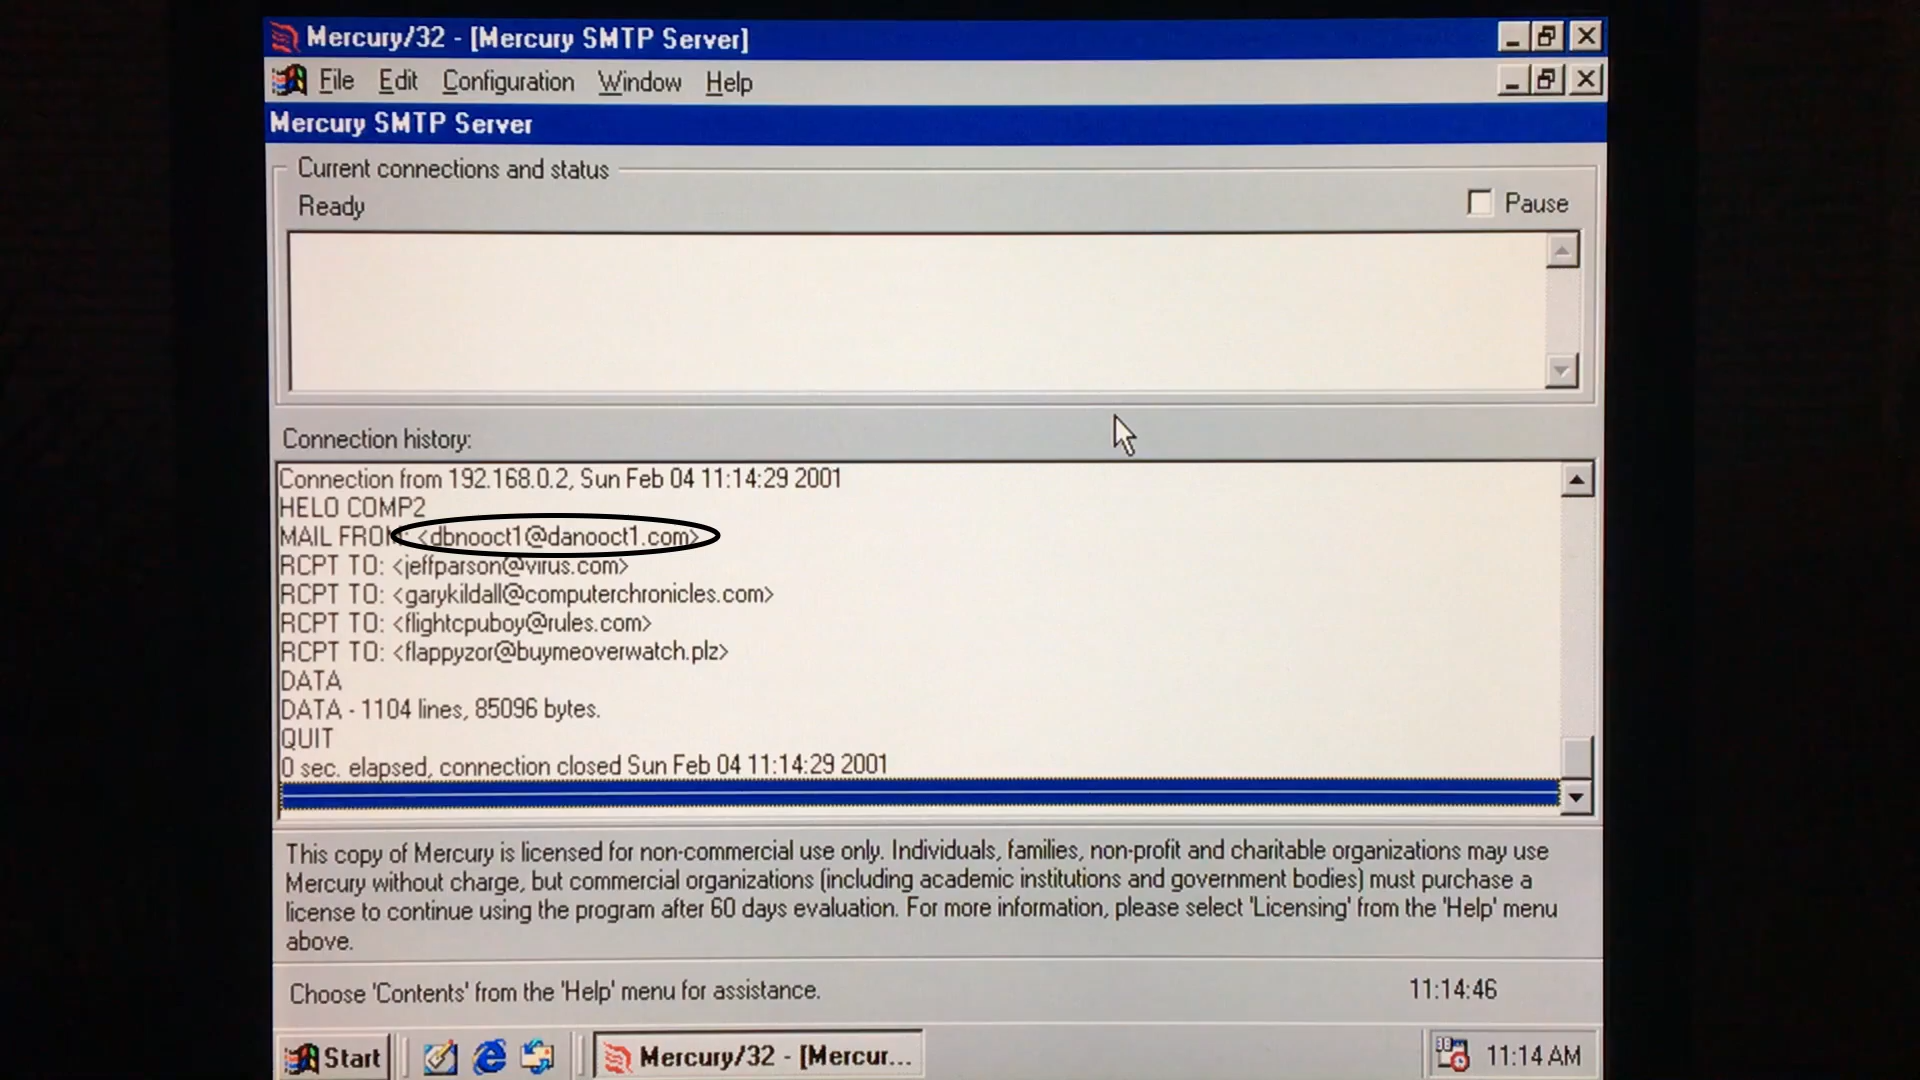 Mercury/32 - [Mercury SMTP Server]
File Edit Configuration Window Help
Mercury SMTP Server
Current connections and status
Ready
Pause
Connection history:
Connection from 192.168.0.2, Sun Feb 04 11:14:29 2001
HELO COMP2
MAIL FROM: <dbnooct1@danooct1.com>
RCPT TO: <jeffparson@virus.com>
RCPT TO: <garykildall@computerchronicles.com>
RCPT TO: <flightcpuboy@rules.com>
RCPT TO: <flappyzor@buymeoverwatch.plz>
DATA
DATA - 1104 lines, 85096 bytes.
QUIT
0 sec. elapsed, connection closed Sun Feb 04 11:14:29 2001
This copy of Mercury is licensed for non-commercial use only. Individuals, families, non-profit and charitable organizations may use
Mercury without charge, but commercial organizations (including academic institutions and government bodies) must purchase a
license to continue using the program after 60 days evaluation. For more information, please select 'Licensing' from the 'Help' menu
above.
Choose 'Contents' from the 'Help' menu for assistance.
11:14:46
Start
Mercury/32 - [Mercur...
11:14 AM